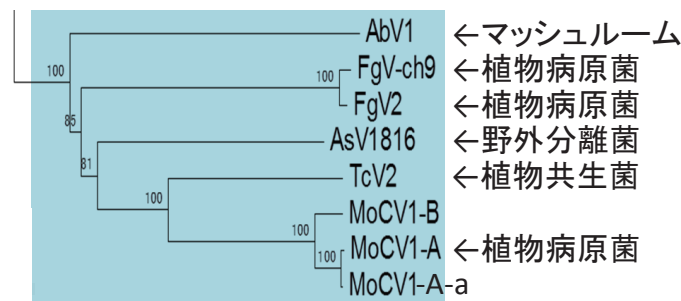 AbV1 ←マッシュルーム
100
FgV-ch9 ←植物病原菌
100
FgV2 ←植物病原菌
85
AsV1816 ←野外分離菌
81
TcV2 ←植物共生菌
100
MoCV1-B
100
MoCV1-A ←植物病原菌
100
MoCV1-A-a